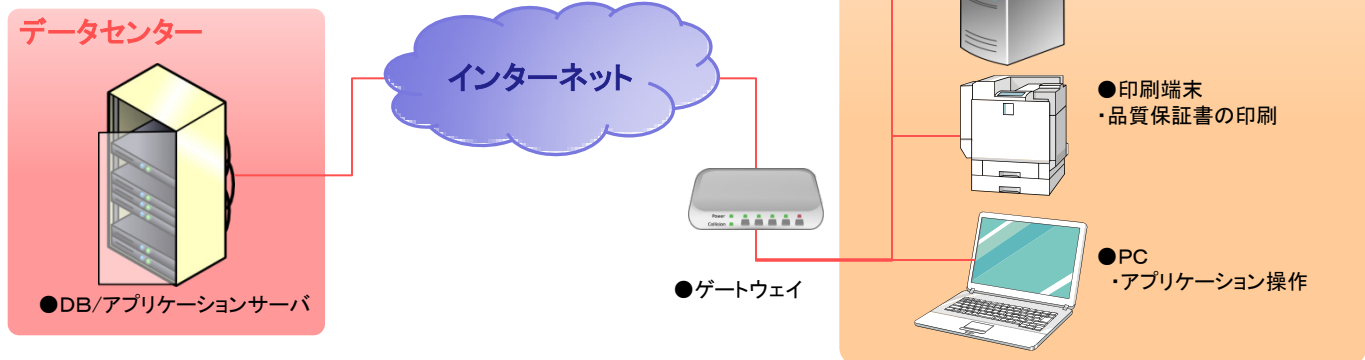 データセンター
インターネット
●印刷端末
・品質保証書の印刷
Power
Collision
●PC
・アプリケーション操作
●ゲートウェイ
●DB/アプリケーションサーバ